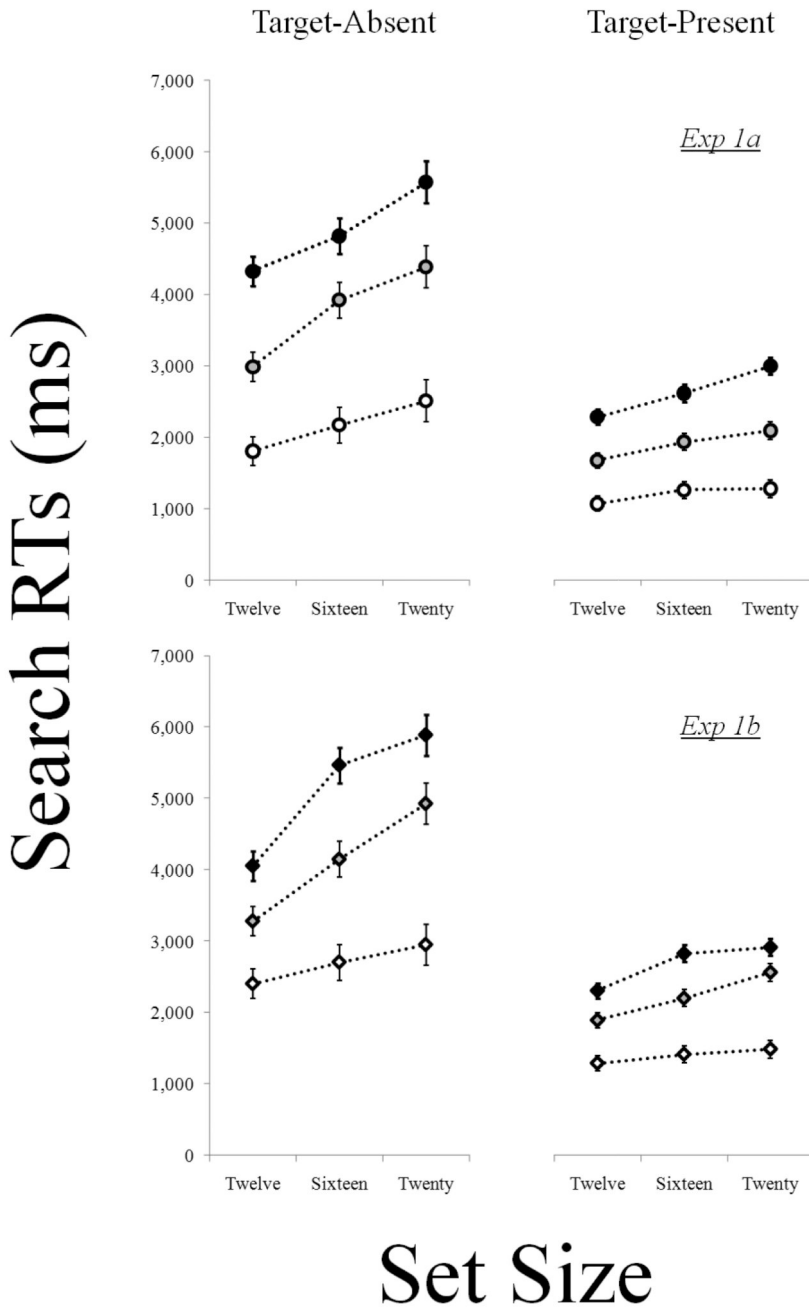 Target-Absent Target-Present
7,000
6,000
5,000
4,000
3,000
2,000
1,000
0
Exp 1a
Twelve Sixteen Twenty Twelve Sixteen Twenty
7,000
6,000
5,000
4,000
3,000
2,000
1,000
0
Exp 1b
Twelve Sixteen Twenty Twelve Sixteen Twenty
Search RTs (ms)
Set Size